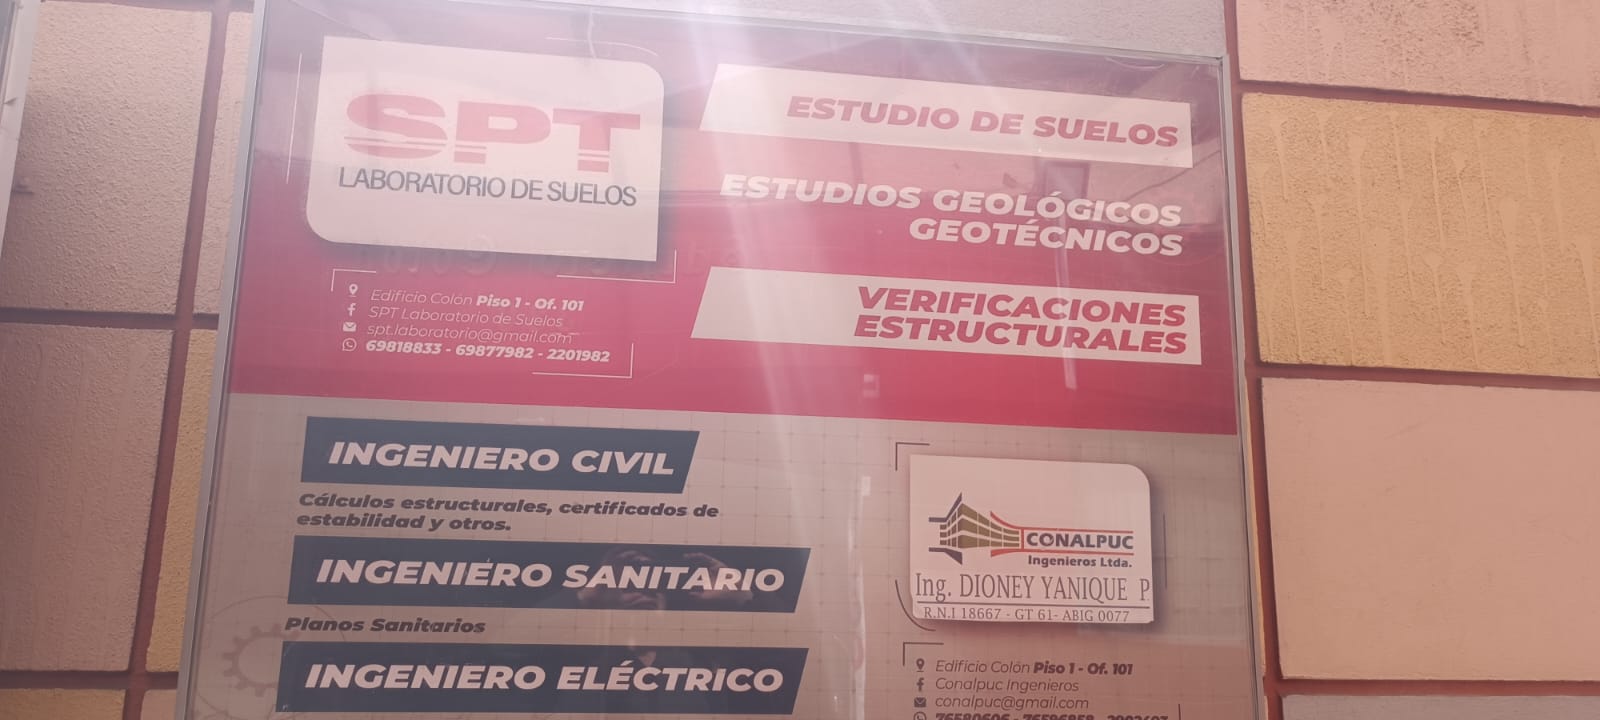 SPT
LABORATORIO DE SUELOS
Edificio Colón Piso 1 - Of. 101
SPT Laboratorio de Suelos
spt.laboratorio@gmail.com
69818833 - 69877982 - 2201982
ESTUDIO DE SUELOS
ESTUDIOS GEOLÓGICOS
GEOTÉCNICOS
VERIFICACIONES
ESTRUCTURALES
INGENIERO CIVIL
Cálculos estructurales, certificados de
estabilidad y otros.
INGENIERO SANITARIO
Planos Sanitarios
INGENIERO ELÉCTRICO
CONALPUC
Ingenieros Ltda.
Ing. DIONEY YANIQUE P
R.N.I 18667 - GT 61- ABIG 0077
Edificio Colón Piso 1 - Of. 101
Conalpuc Ingenieros
conalpuc@gmail.com